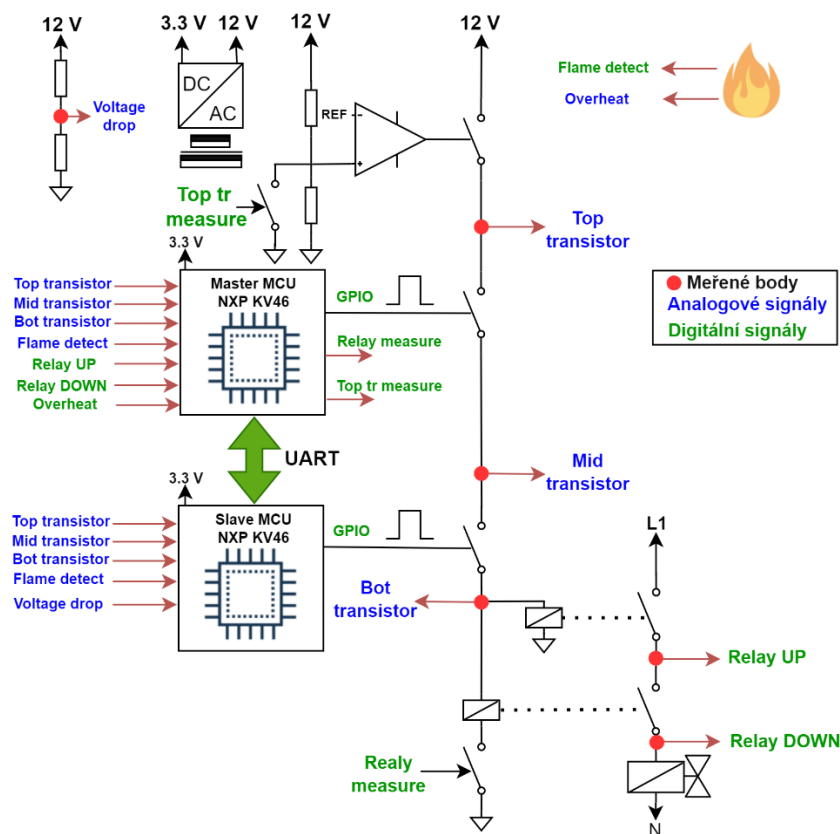 12 V
3.3 V
12 V
12 V
12 V
Flame detect
Overheat
DC
AC
Voltage
drop
REF
Top tr
measure
Top
transistor
3.3 V
Master MCU
NXP KV46
Top transistor
Mid transistor
Bot transistor
Flame detect
Relay UP
Relay DOWN
Overheat
GPIO
Relay measure
Top tr measure
Meřené body
Analogové signály
Digitální signály
UART
Mid
transistor
3.3 V
Slave MCU
NXP KV46
Top transistor
Mid transistor
Bot transistor
Flame detect
Voltage drop
GPIO
Bot
transistor
L1
Relay UP
Relay DOWN
Realy
measure
N